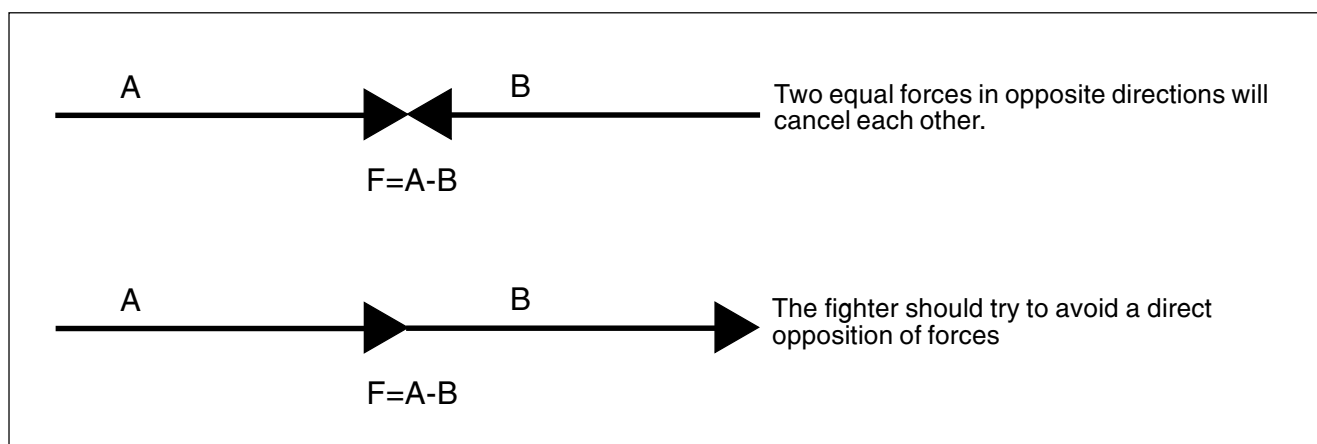 A
B
Two equal forces in opposite directions will
cancel each other.
F=A-B
A
B
The fighter should try to avoid a direct
opposition of forces
F=A-B